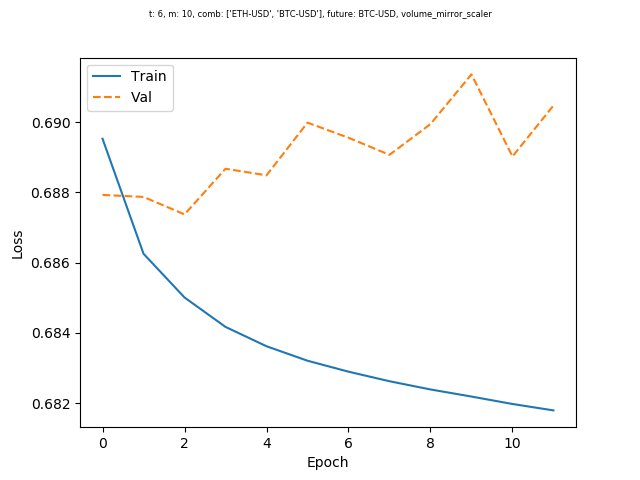 t: 6, m: 10, comb: ['ETH-USD', 'BTC-USD'], future: BTC-USD, volume_mirror_scaler
Train
Val
0.690
0.688
0.686
0.684
0.682
Loss
0 2 4 6 8 10
Epoch